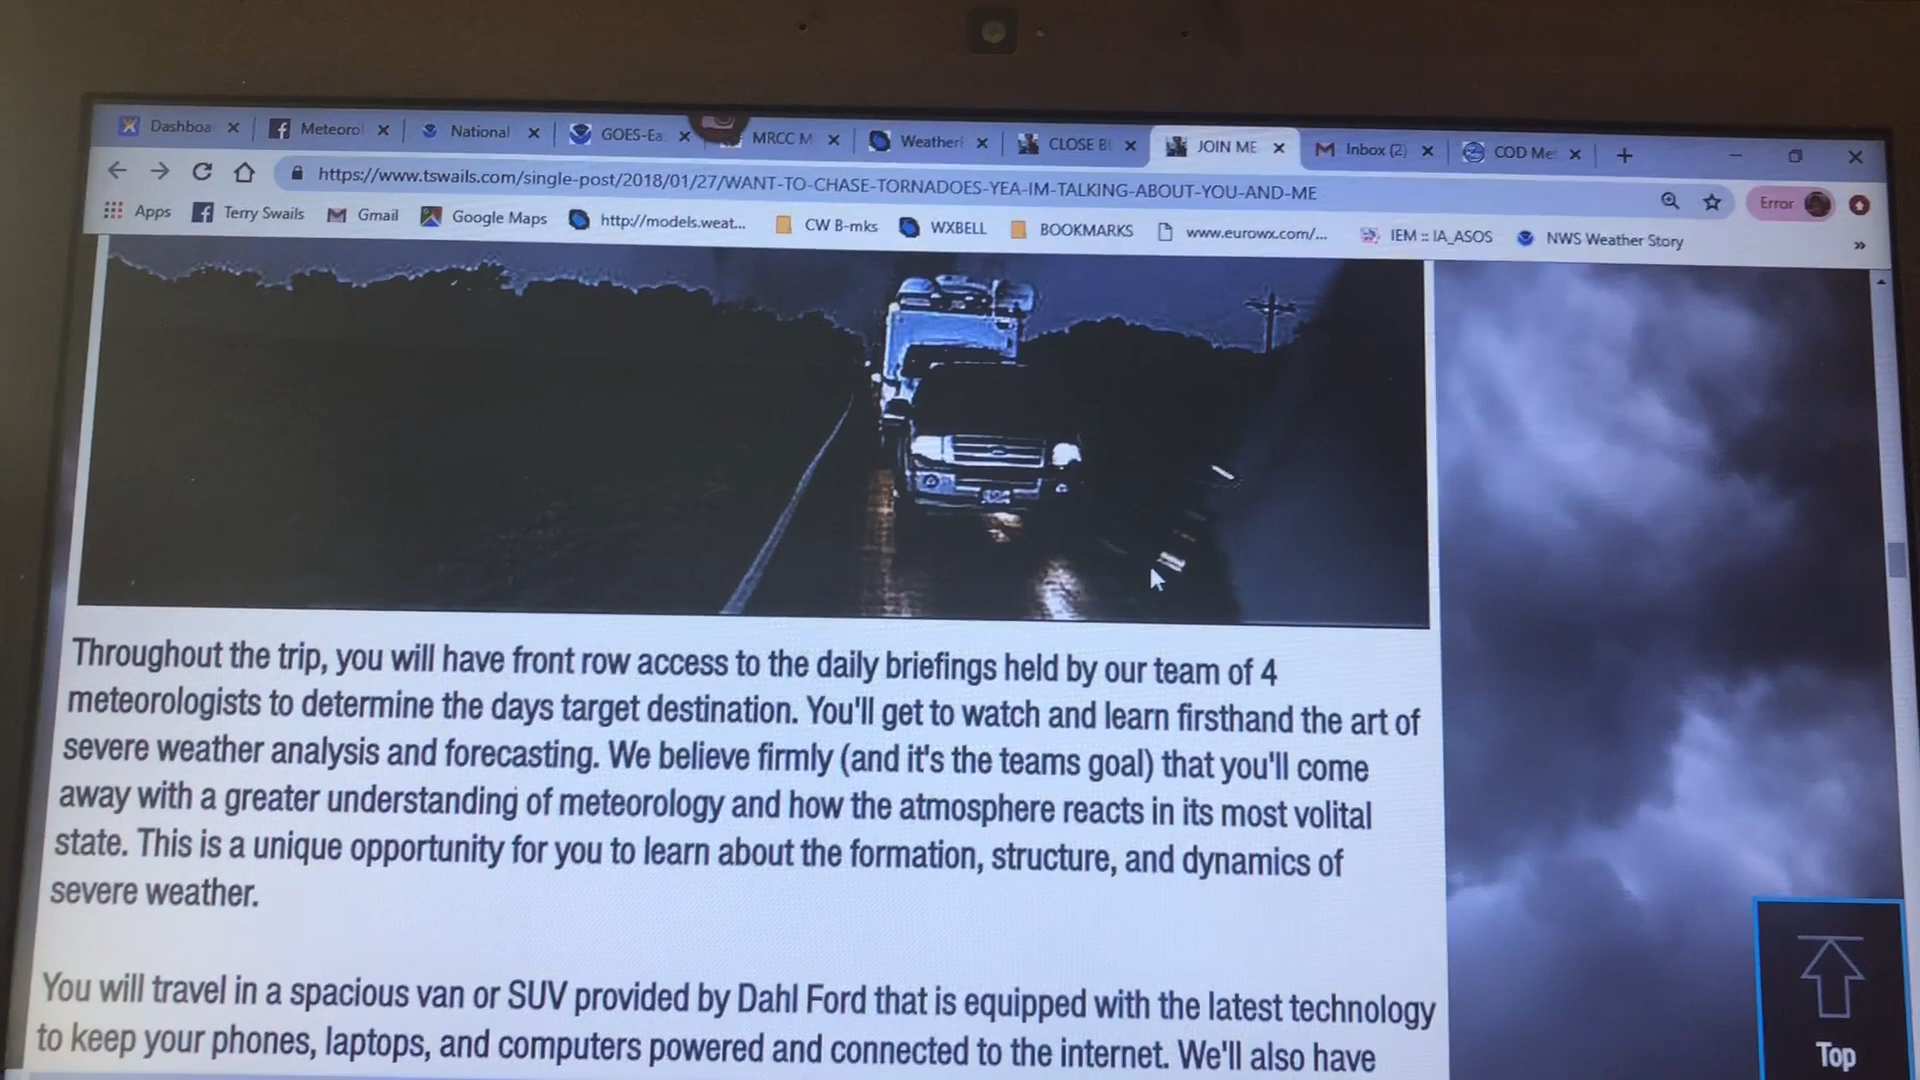 Dashboa
Meteoro
National
GOES-Ea
MRCC M
Weather
CLOSE B
JOIN ME
Inbox (2)
COD Me
https://www.tswails.com/single-post/2018/01/27/WANT-TO-CHASE-TORNADOES-YEA-IM-TALKING-ABOUT-YOU-AND-ME
Error
Apps
Terry Swails
Gmail
Google Maps
http://models.weat...
CW B-mks
WXBELL
BOOKMARKS
www.eurowx.com/...
IEM :: IA_ASOS
NWS Weather Story
»
Throughout the trip, you will have front row access to the daily briefings held by our team of 4
meteorologists to determine the days target destination. You'll get to watch and learn firsthand the art of
severe weather analysis and forecasting. We believe firmly (and it's the teams goal) that you'll come
away with a greater understanding of meteorology and how the atmosphere reacts in its most volital
state. This is a unique opportunity for you to learn about the formation, structure, and dynamics of
severe weather.
You will travel in a spacious van or SUV provided by Dahl Ford that is equipped with the latest technology
to keep your phones, laptops, and computers powered and connected to the internet. We'll also have
Top